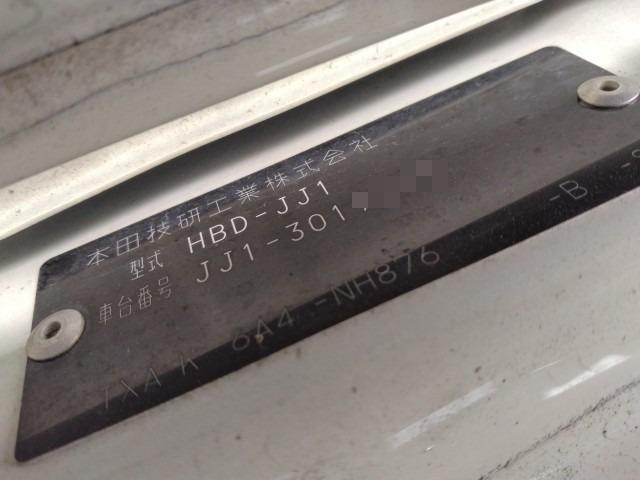 本田技研工業株式会社
型式 HBD-JJ1
車台番号 JJ1-301
6A4 -NH876 -B